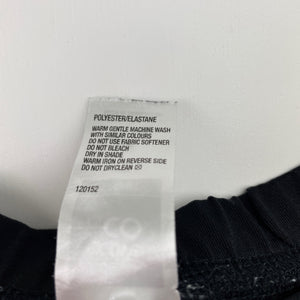 POLYESTER/ELASTANE
WARM GENTLE MACHINE WASH
WITH SIMILAR COLOURS
DO NOT USE FABRIC SOFTENER
DO NOT BLEACH
DRY IN SHADE
WARM IRON ON REVERSE SIDE
DO NOT DRYCLEAN
120152